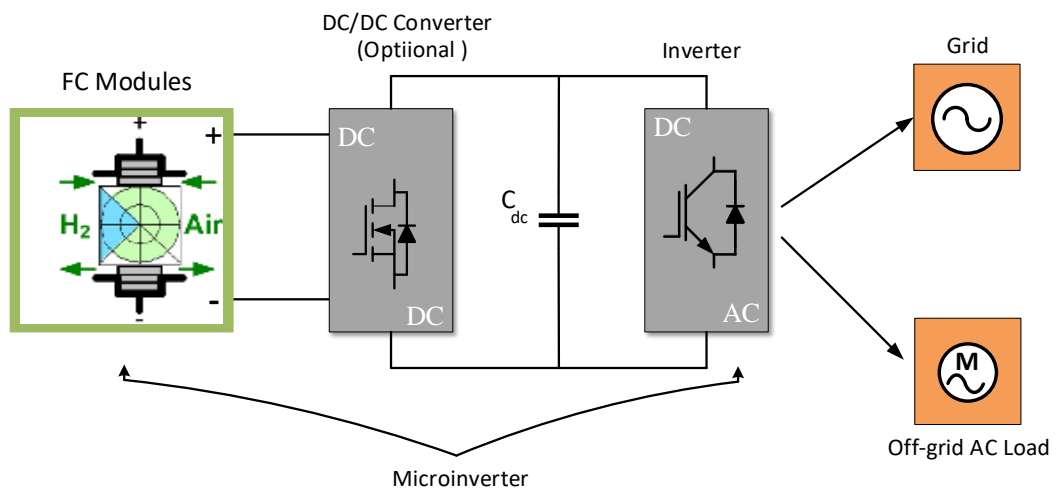 DC/DC Converter
(Optiional )
Inverter
Grid
FC Modules
+
+
DC
DC
H₂
Air
C
dc
-
-
DC
AC
M
Off-grid AC Load
Microinverter